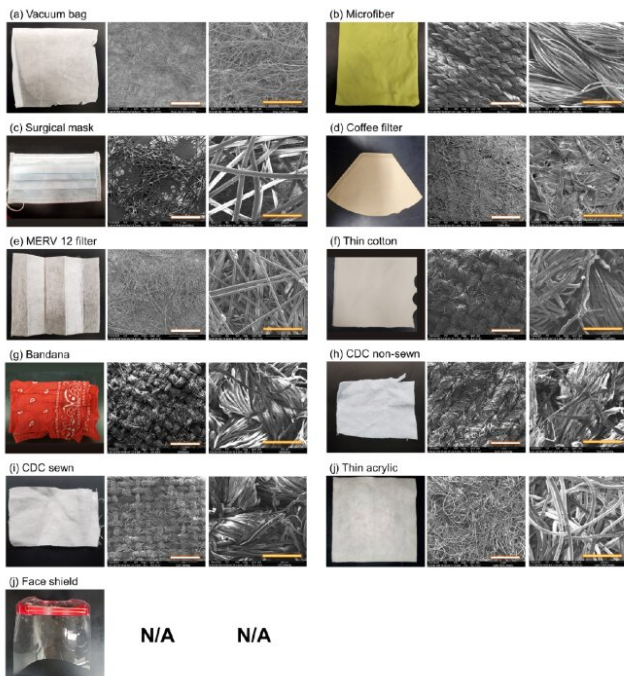 (a) Vacuum bag
(b) Microfiber
(c) Surgical mask
(d) Coffee filter
(e) MERV 12 filter
(f) Thin cotton
(g) Bandana
(h) CDC non-sewn
(i) CDC sewn
(j) Thin acrylic
(j) Face shield
N/A N/A